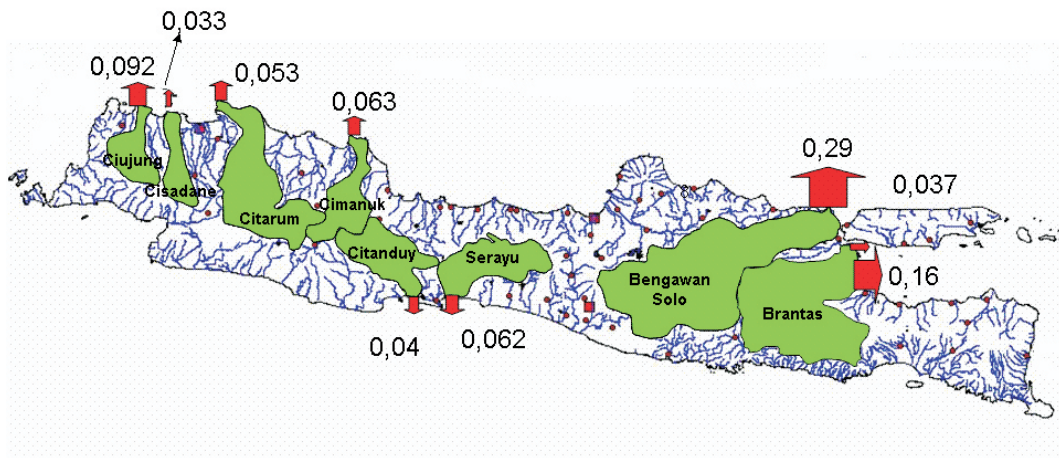 0,033
0,092
0,053
0,063
0,29
0,037
Ciujung
Cisadane
Citarum
Cimanuk
Citanduy
Serayu
Bengawan
Solo
0,16
Brantas
0,04
0,062